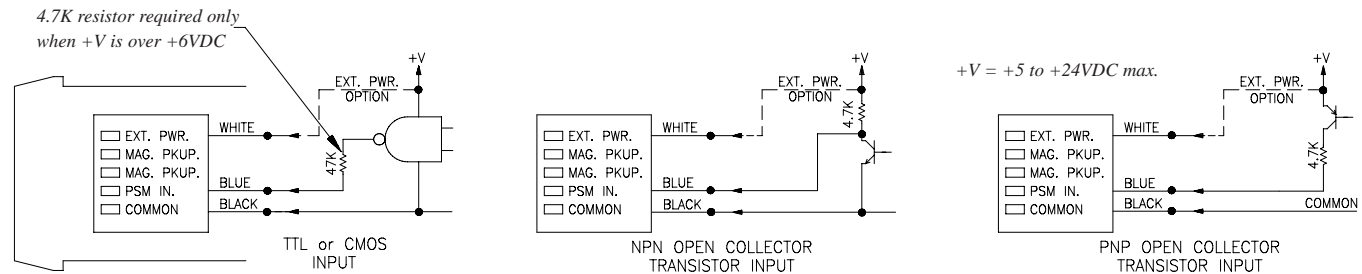 4.7K resistor required only
when +V is over +6VDC
+V
EXT. PWR.
OPTION
WHITE
EXT. PWR.
MAG. PKUP.
MAG. PKUP.
PSM IN.
COMMON
47K
BLUE
BLACK
TTL or CMOS
INPUT
+V
EXT. PWR.
OPTION
4.7K
WHITE
EXT. PWR.
MAG. PKUP.
MAG. PKUP.
PSM IN.
COMMON
BLUE
BLACK
NPN OPEN COLLECTOR
TRANSISTOR INPUT
+V = +5 to +24VDC max.
+V
EXT. PWR.
OPTION
WHITE
EXT. PWR.
MAG. PKUP.
MAG. PKUP.
PSM IN.
COMMON
4.7K
BLUE
BLACK
COMMON
PNP OPEN COLLECTOR
TRANSISTOR INPUT